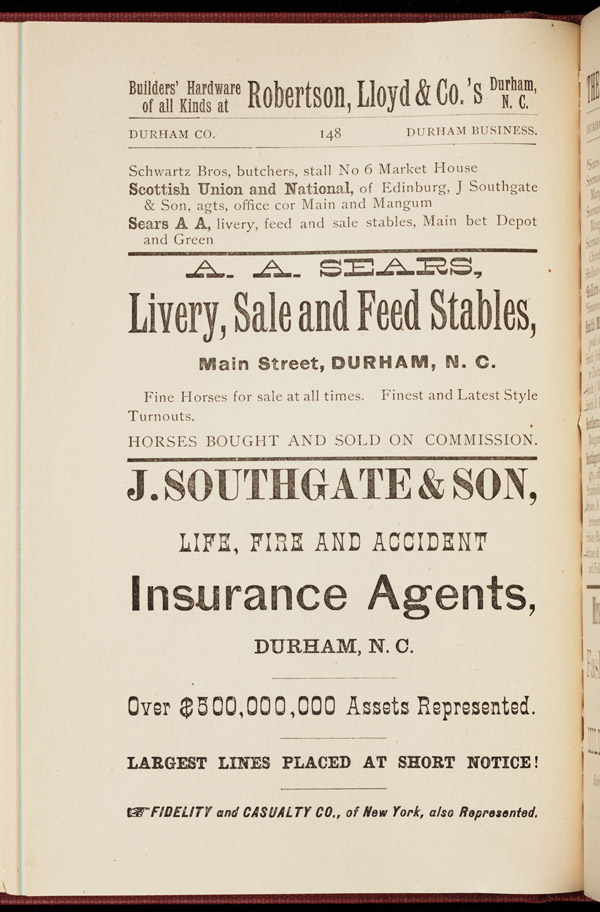 Builders' Hardware of all Kinds at Robertson, Lloyd & Co.'s Durham, N. C.
DURHAM CO. 148 DURHAM BUSINESS.
Schwartz Bros, butchers, stall No 6 Market House
Scottish Union and National, of Edinburg, J Southgate
& Son, agts, office cor Main and Mangum
Sears A A, livery, feed and sale stables, Main bet Depot
and Green
A. A. SEARS,
Livery, Sale and Feed Stables,
Main Street, DURHAM, N. C.
Fine Horses for sale at all times. Finest and Latest Style
Turnouts.
HORSES BOUGHT AND SOLD ON COMMISSION.
J. SOUTHGATE & SON,
LIFE, FIRE AND ACCIDENT
Insurance Agents,
DURHAM, N. C.
Over $500,000,000 Assets Represented.
LARGEST LINES PLACED AT SHORT NOTICE!
☞ FIDELITY and CASUALTY CO., of New York, also Represented.